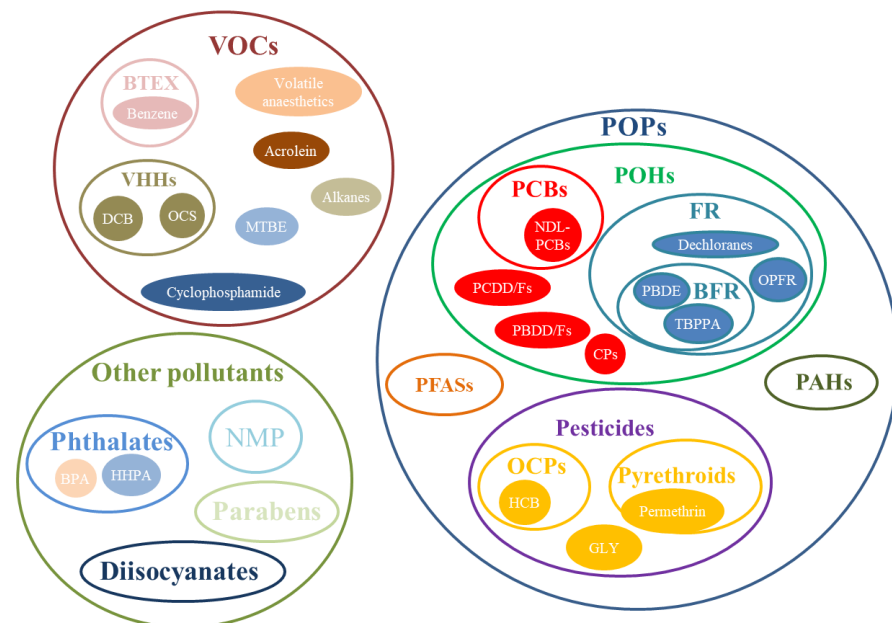 VOCs
BTEX
Benzene
Volatile
anaesthetics
Acrolein
VHHs
DCB
OCS
Alkanes
MTBE
Cyclophosphamide
Other pollutants
Phthalates
BPA
HHPA
NMP
Parabens
Diisocyanates
POPs
POHs
PCBs
NDL-
PCBs
FR
Dechloranes
OPFR
PBDE
BFR
TBPPA
PCDD/Fs
PBDD/Fs
CPs
PFASs
PAHs
Pesticides
OCPs
HCB
Pyrethroids
Permethrin
GLY